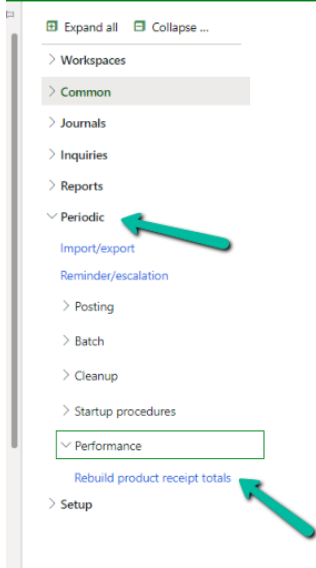 Expand all Collapse ...
Workspaces
Common
Journals
Inquiries
Reports
Periodic
Import/export
Reminder/escalation
Posting
Batch
Cleanup
Startup procedures
Performance
Rebuild product receipt totals
Setup